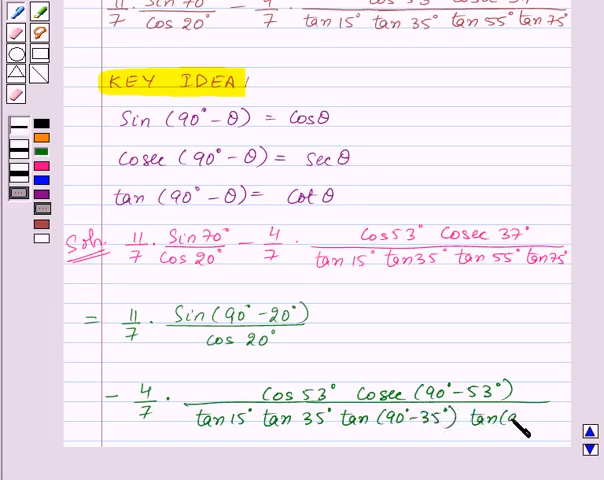 11/7 · Sin 70°/cos 20° − 4/7 · cos 53° cosec 37°/tan 15° tan 35° tan 55° tan 75°
KEY IDEA!
Sin (90° − θ) = cosθ
cosec (90° − θ) = sec θ
tan (90° − θ) = cot θ
Soln. 11/7 · Sin 70°/cos 20° − 4/7 · cos 53° cosec 37°/tan 15° tan 35° tan 55° tan 75°
= 11/7 · Sin (90° − 20°)/cos 20°
− 4/7 · cos 53° cosec (90° − 53°)/tan 15° tan 35° tan (90° − 35°) tan (9